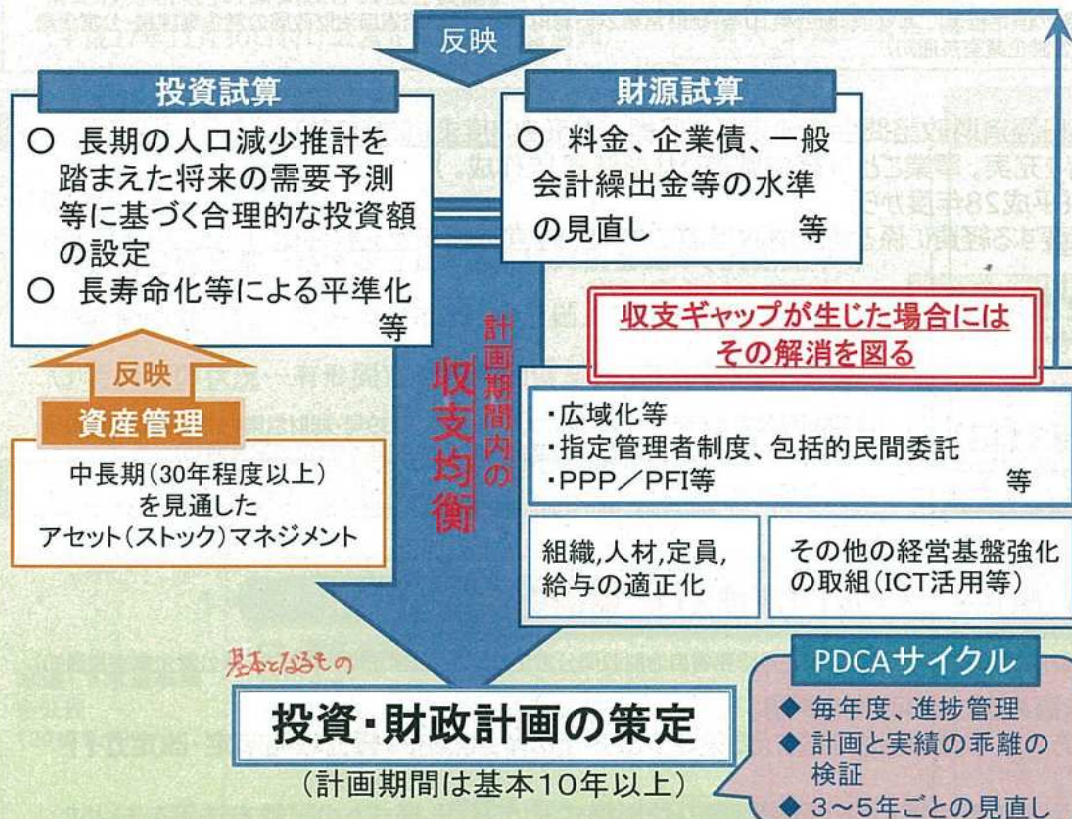 反映
投資試算
○ 長期の人口減少推計を
踏まえた将来の需要予測
等に基づく合理的な投資額
の設定
○ 長寿命化等による平準化
等
財源試算
○ 料金、企業債、一般
会計繰出金等の水準
の見直し 等
反映
資産管理
中長期(30年程度以上)
を見通した
アセット(ストック)マネジメント
計画期間内の
収支均衡
収支ギャップが生じた場合には
その解消を図る
・広域化等
・指定管理者制度、包括的民間委託
・PPP/PFI等 等
組織,人材,定員,
給与の適正化
その他の経営基盤強化
の取組(ICT活用等)
基本となるもの
投資・財政計画の策定
(計画期間は基本10年以上)
PDCAサイクル
◆ 毎年度、進捗管理
◆ 計画と実績の乖離の
検証
◆ 3～5年ごとの見直し